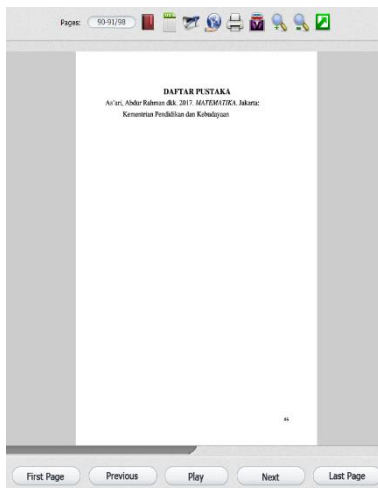 Pages: 90-91/98
DAFTAR PUSTAKA
As'ari, Abdur Rahman dkk. 2017. MATEMATIKA. Jakarta:
Kementrian Pendidikan dan Kebudayaan
First Page Previous Play Next Last Page